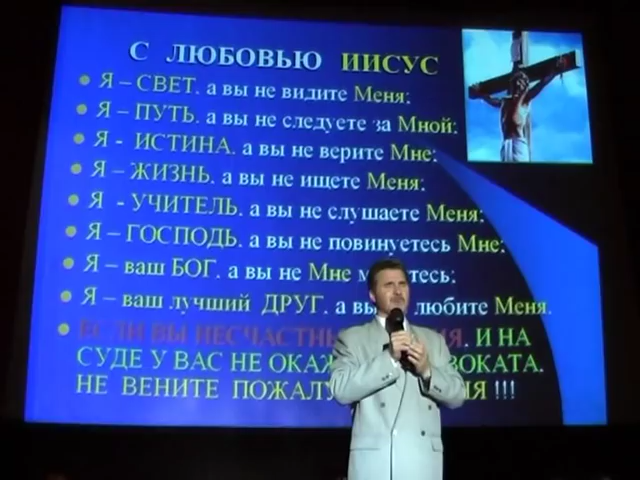 С ЛЮБОВЬЮ ИИСУС
Я – СВЕТ. а вы не видите Меня;
Я – ПУТЬ. а вы не следуете за Мной;
Я - ИСТИНА. а вы не верите Мне;
Я – ЖИЗНЬ. а вы не ищете Меня;
Я - УЧИТЕЛЬ. а вы не слушаете Меня;
Я – ГОСПОДЬ. а вы не повинуетесь Мне;
Я – ваш БОГ. а вы не Мне
Я – ваш лучший ДРУГ. а вы любите Меня.
ЕСЛИ ВЫ И НА
СУДЕ У ВАС НЕ
НЕ ВЕНИТЕ !!!